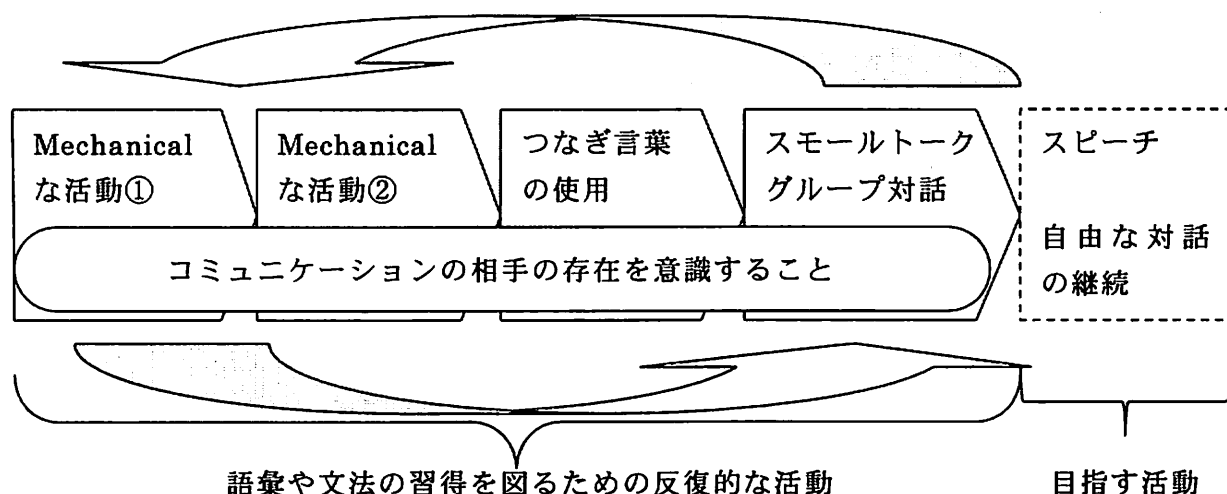 Mechanical
な活動①
Mechanical
な活動②
つなぎ言葉
の使用
スモールトーク
グループ対話
スピーチ
自由な対話
の継続
コミュニケーションの相手の存在を意識すること
語彙や文法の習得を図るための反復的な活動
目指す活動